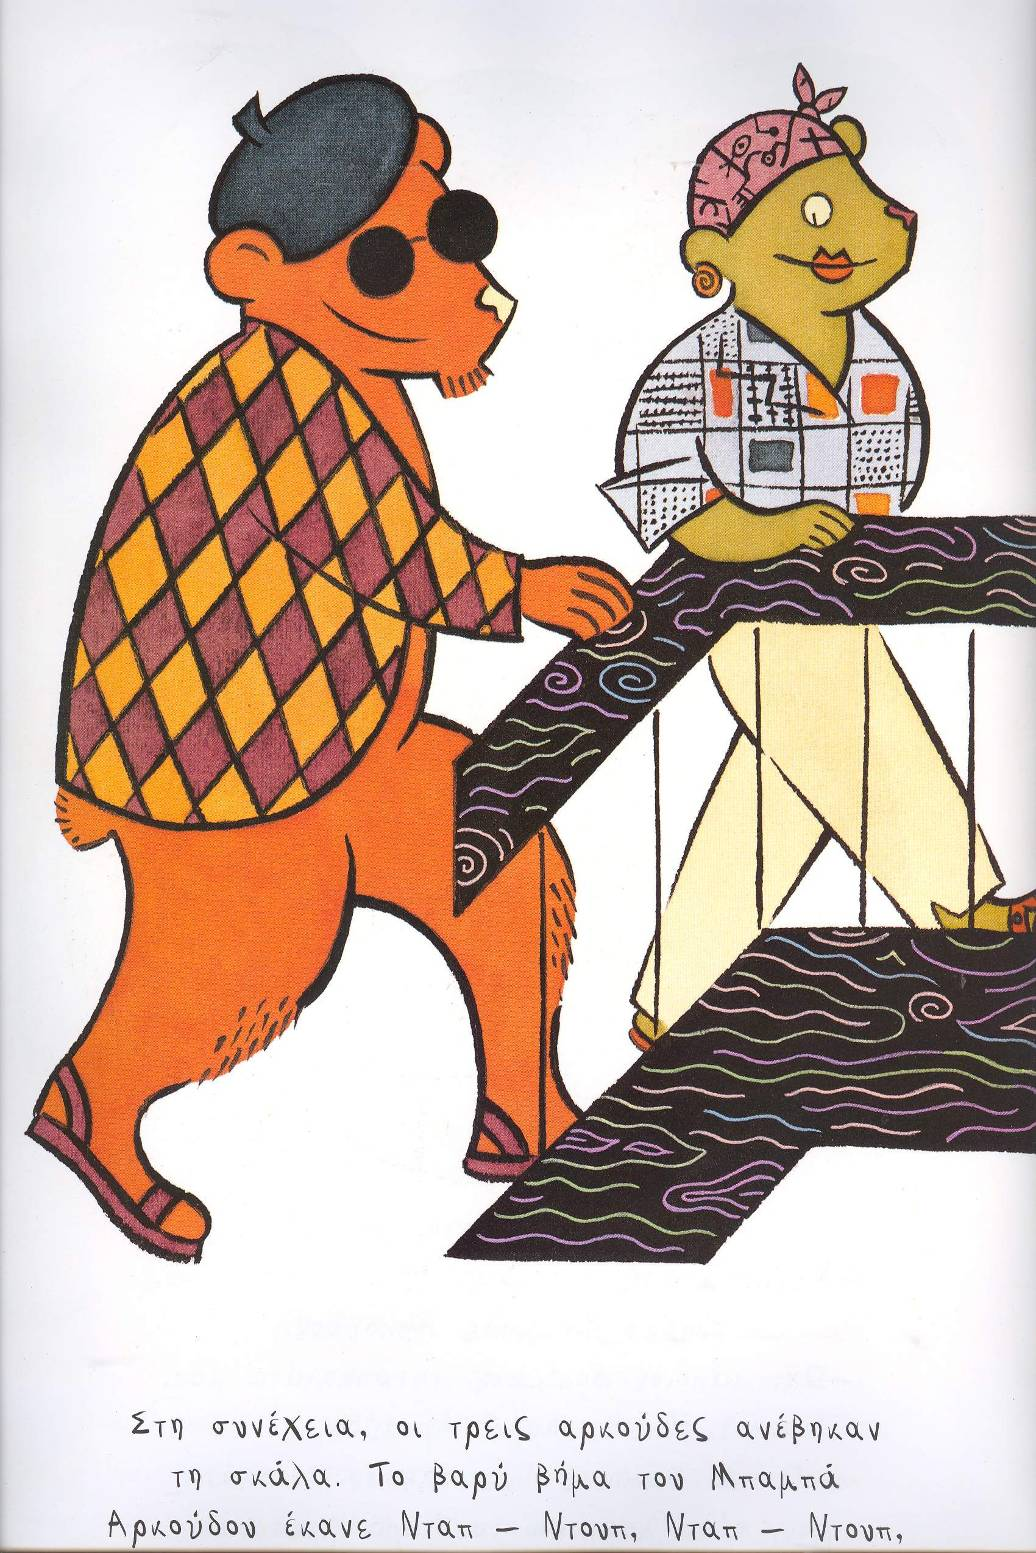 Στη συνέχεια, οι τρεις αρκούδες ανέβηκαν
τη σκάλα. Το βαρύ βήμα του Μπαμπά
Αρκούδου έκανε Νταπ – Ντουπ, Νταπ – Ντουπ,